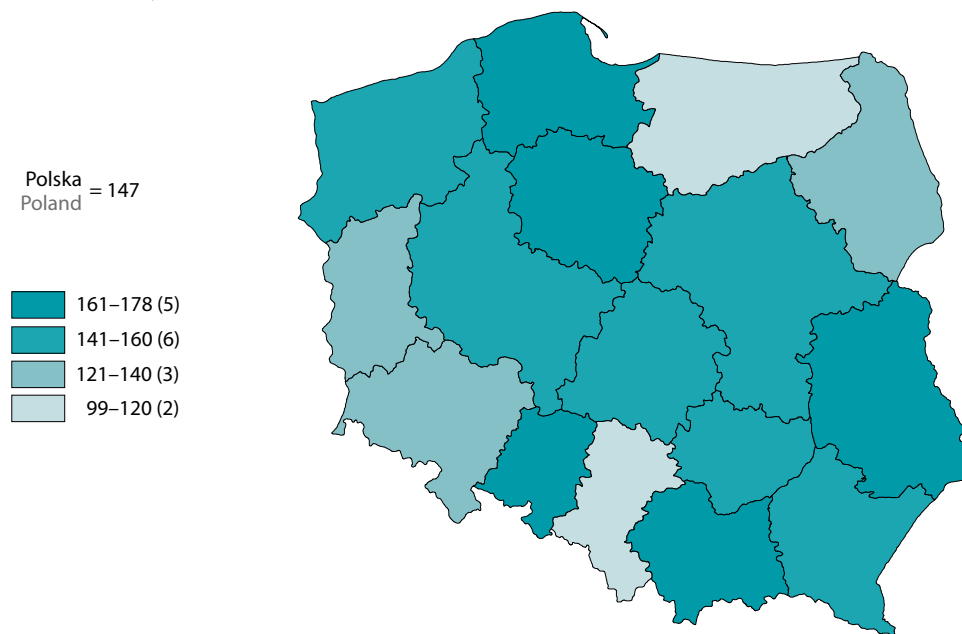 Polska
Poland
= 147
161–178 (5)
141–160 (6)
121–140 (3)
99–120 (2)